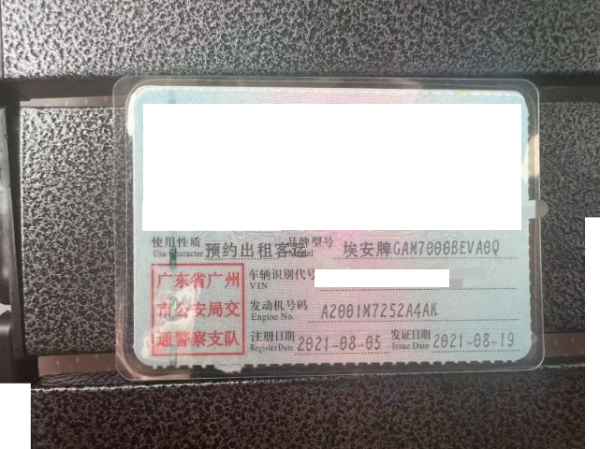 使用性质 预约出租客运 品牌型号 埃安牌GAM7000BEVA0Q
Use Character Model
广东省广州 车辆识别代号
VIN
市公安局交 发动机号码 A2001M7252A4AK
Engine No.
通警察支队 注册日期 2021-08-05 发证日期 2021-08-19
Register Date Issue Date